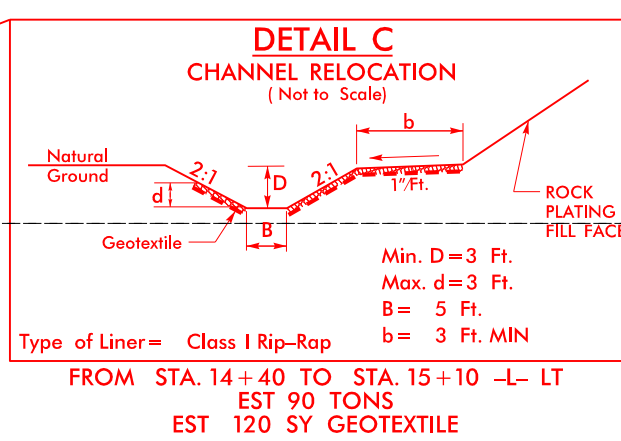 DETAIL C
CHANNEL RELOCATION
( Not to Scale)
b
Natural
Ground
2:1
D
2:1
1"/Ft.
d
ROCK
PLATING
FILL FACE
B
Geotextile
Min. D=3 Ft.
Max. d=3 Ft.
B= 5 Ft.
b= 3 Ft. MIN
Type of Liner= Class I Rip-Rap
FROM STA. 14+40 TO STA. 15+10 -L- LT
EST 90 TONS
EST 120 SY GEOTEXTILE